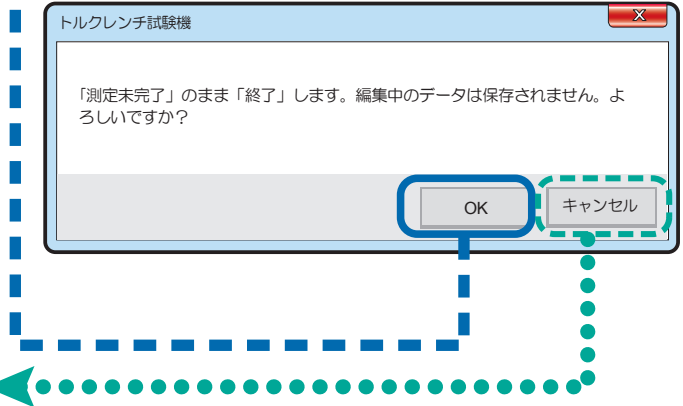 トルクレンチ試験機
X
「測定未完了」のまま「終了」します。編集中のデータは保存されません。よ
ろしいですか？
OK
キャンセル